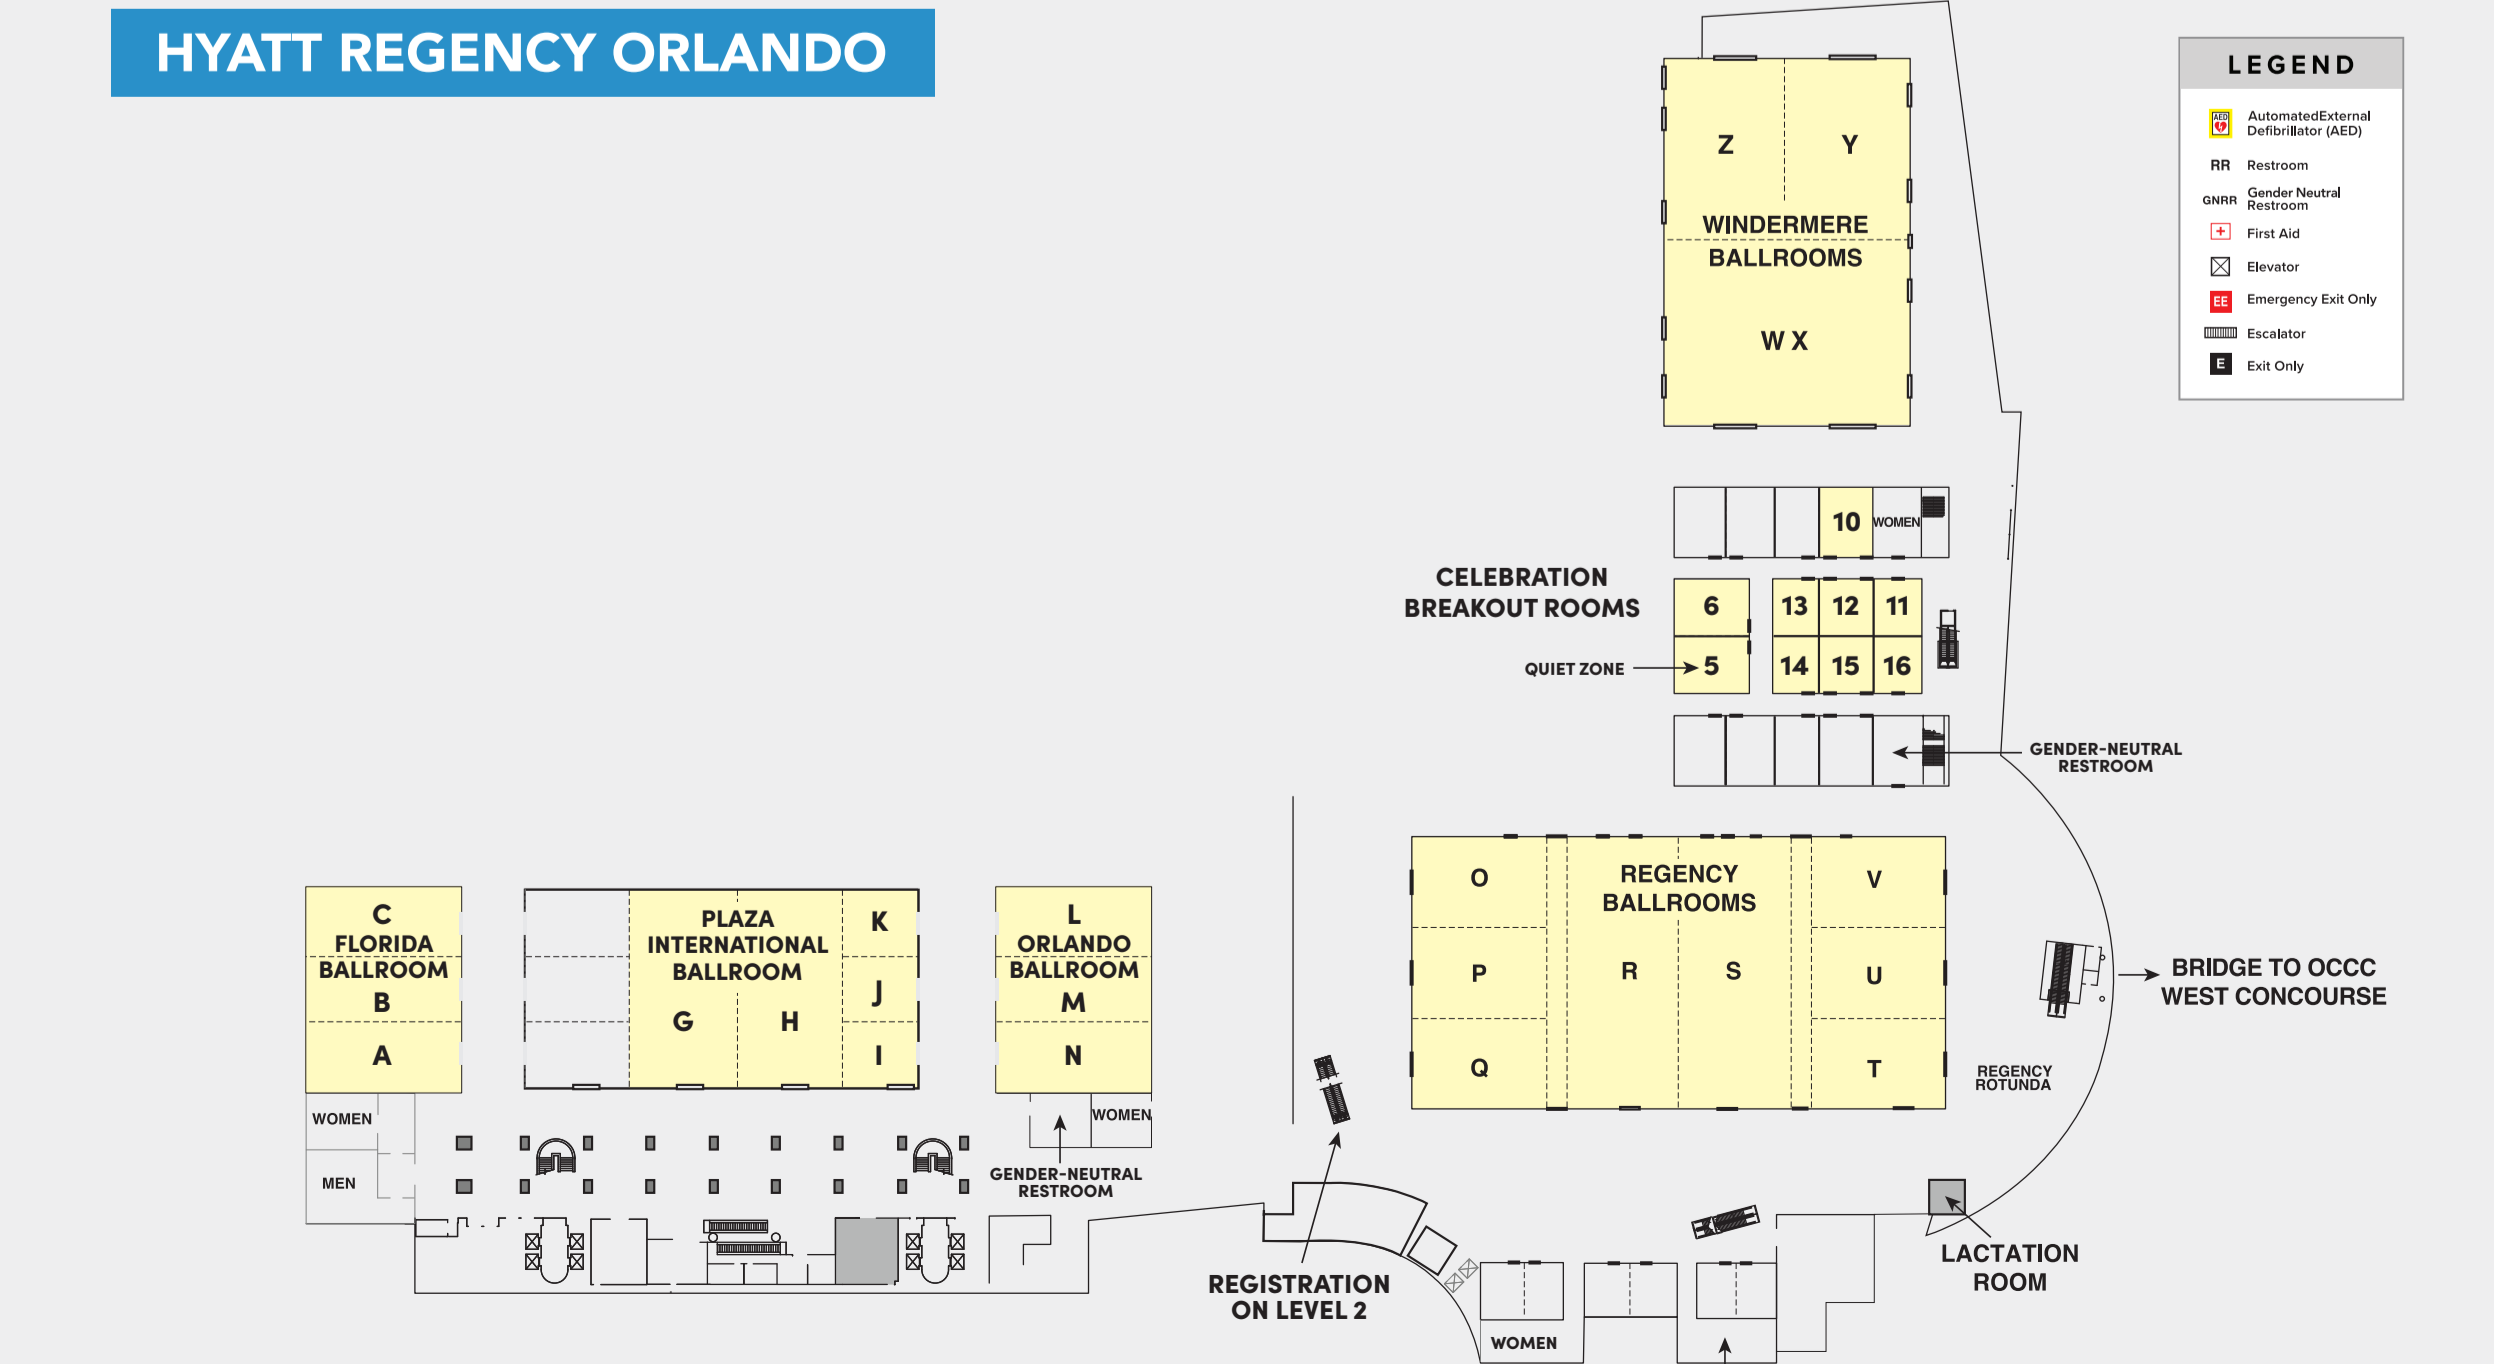 HYATT REGENCY ORLANDO
LEGEND
AED
AutomatedExternal
Defibrillator (AED)
RR Restroom
GNRR Gender Neutral
Restroom
First Aid
Elevator
EE Emergency Exit Only
Escalator
E Exit Only
Z Y
WINDERMERE
BALLROOMS
W X
10 WOMEN
CELEBRATION
BREAKOUT ROOMS
6 13 12 11
QUIET ZONE 5 14 15 16
GENDER-NEUTRAL
RESTROOM
C
FLORIDA
BALLROOM
B
A
WOMEN
MEN
PLAZA
INTERNATIONAL
BALLROOM
G H
K
J
I
L
ORLANDO
BALLROOM
M
N
WOMEN
GENDER-NEUTRAL
RESTROOM
REGENCY
BALLROOMS
O V
P R S U
Q T
BRIDGE TO OCCC
WEST CONCOURSE
REGENCY
ROTUNDA
REGISTRATION
ON LEVEL 2
LACTATION
ROOM
WOMEN